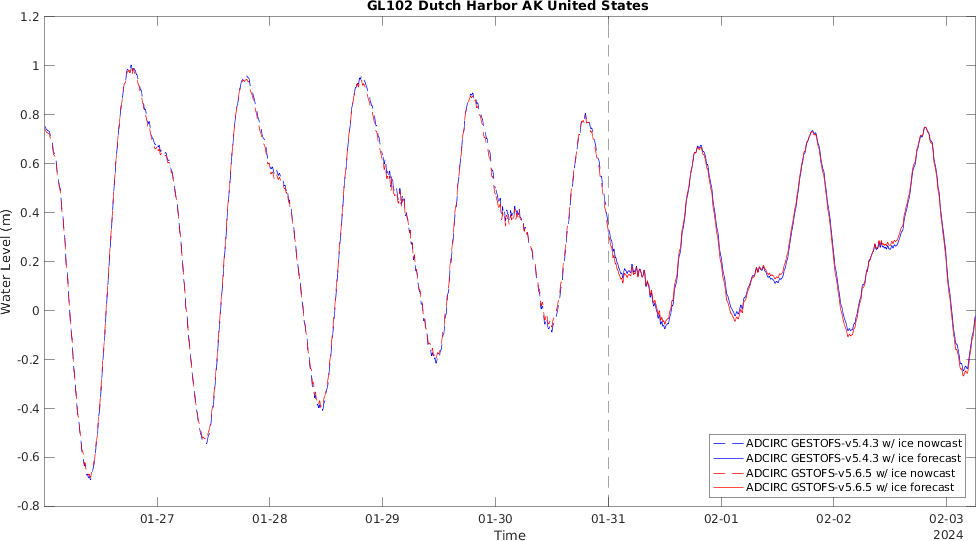 GL102 Dutch Harbor AK United States
1.2
1
0.8
0.6
0.4
0.2
0
-0.2
-0.4
-0.6
-0.8
Water Level (m)
ADCIRC GESTOFS-v5.4.3 w/ ice nowcast
ADCIRC GESTOFS-v5.4.3 w/ ice forecast
ADCIRC GSTOFS-v5.6.5 w/ ice nowcast
ADCIRC GSTOFS-v5.6.5 w/ ice forecast
01-27 01-28 01-29 01-30 01-31 02-01 02-02 02-03
Time
2024